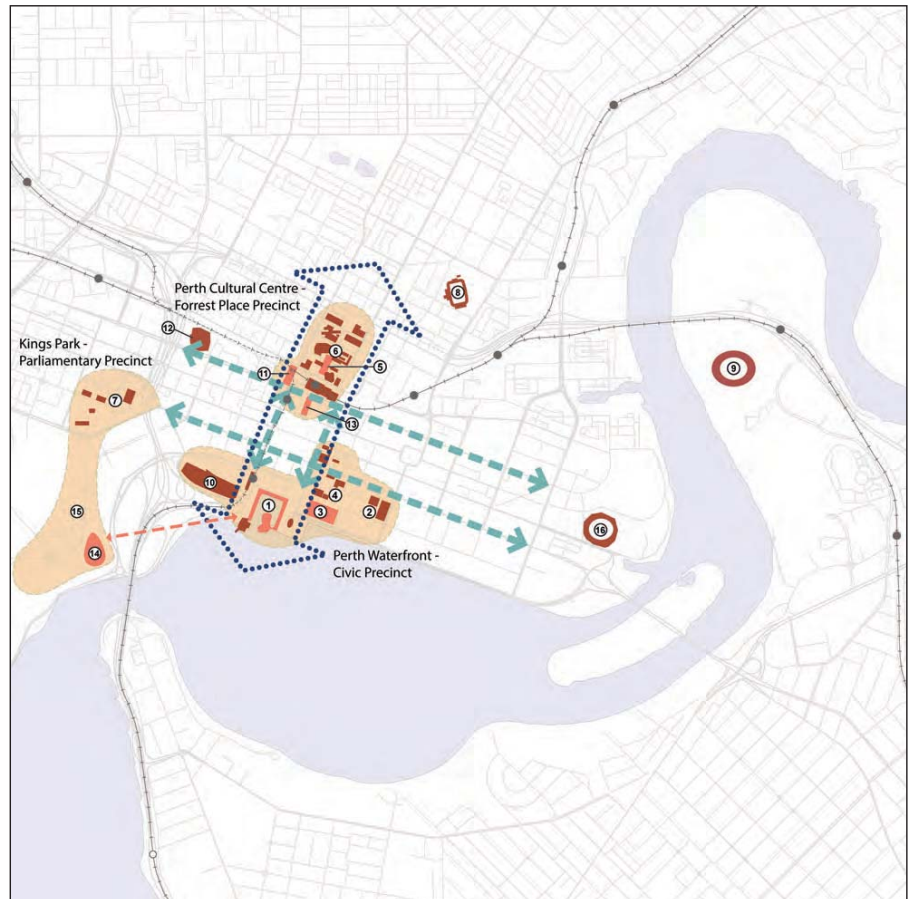 Perth Cultural Centre -
Forrest Place Precinct
8
12
Kings Park -
Parliamentary Precinct
6
5
11
9
7
13
10
4
1
3
2
15
16
14
Perth Waterfront -
Civic Precinct